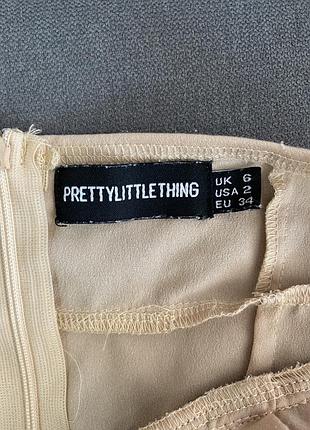 PRETTYLITTLETHING
UK 6
USA 2
EU 34